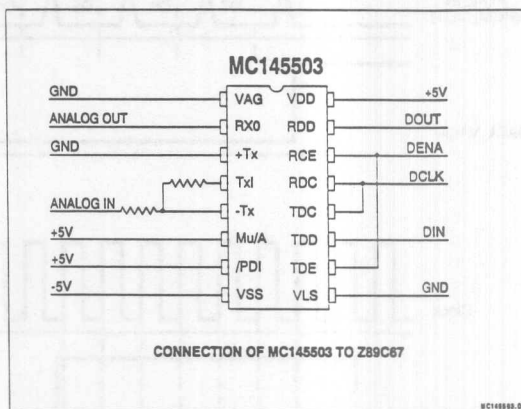 MC145503
GND VAG VDD +5V
ANALOG OUT RX0 RDD DOUT
GND +Tx RCE DENA
TxI RDC DCLK
ANALOG IN -Tx TDC
+5V Mu/A TDD DIN
+5V /PDI TDE
-5V VSS VLS GND
CONNECTION OF MC145503 TO Z89C67